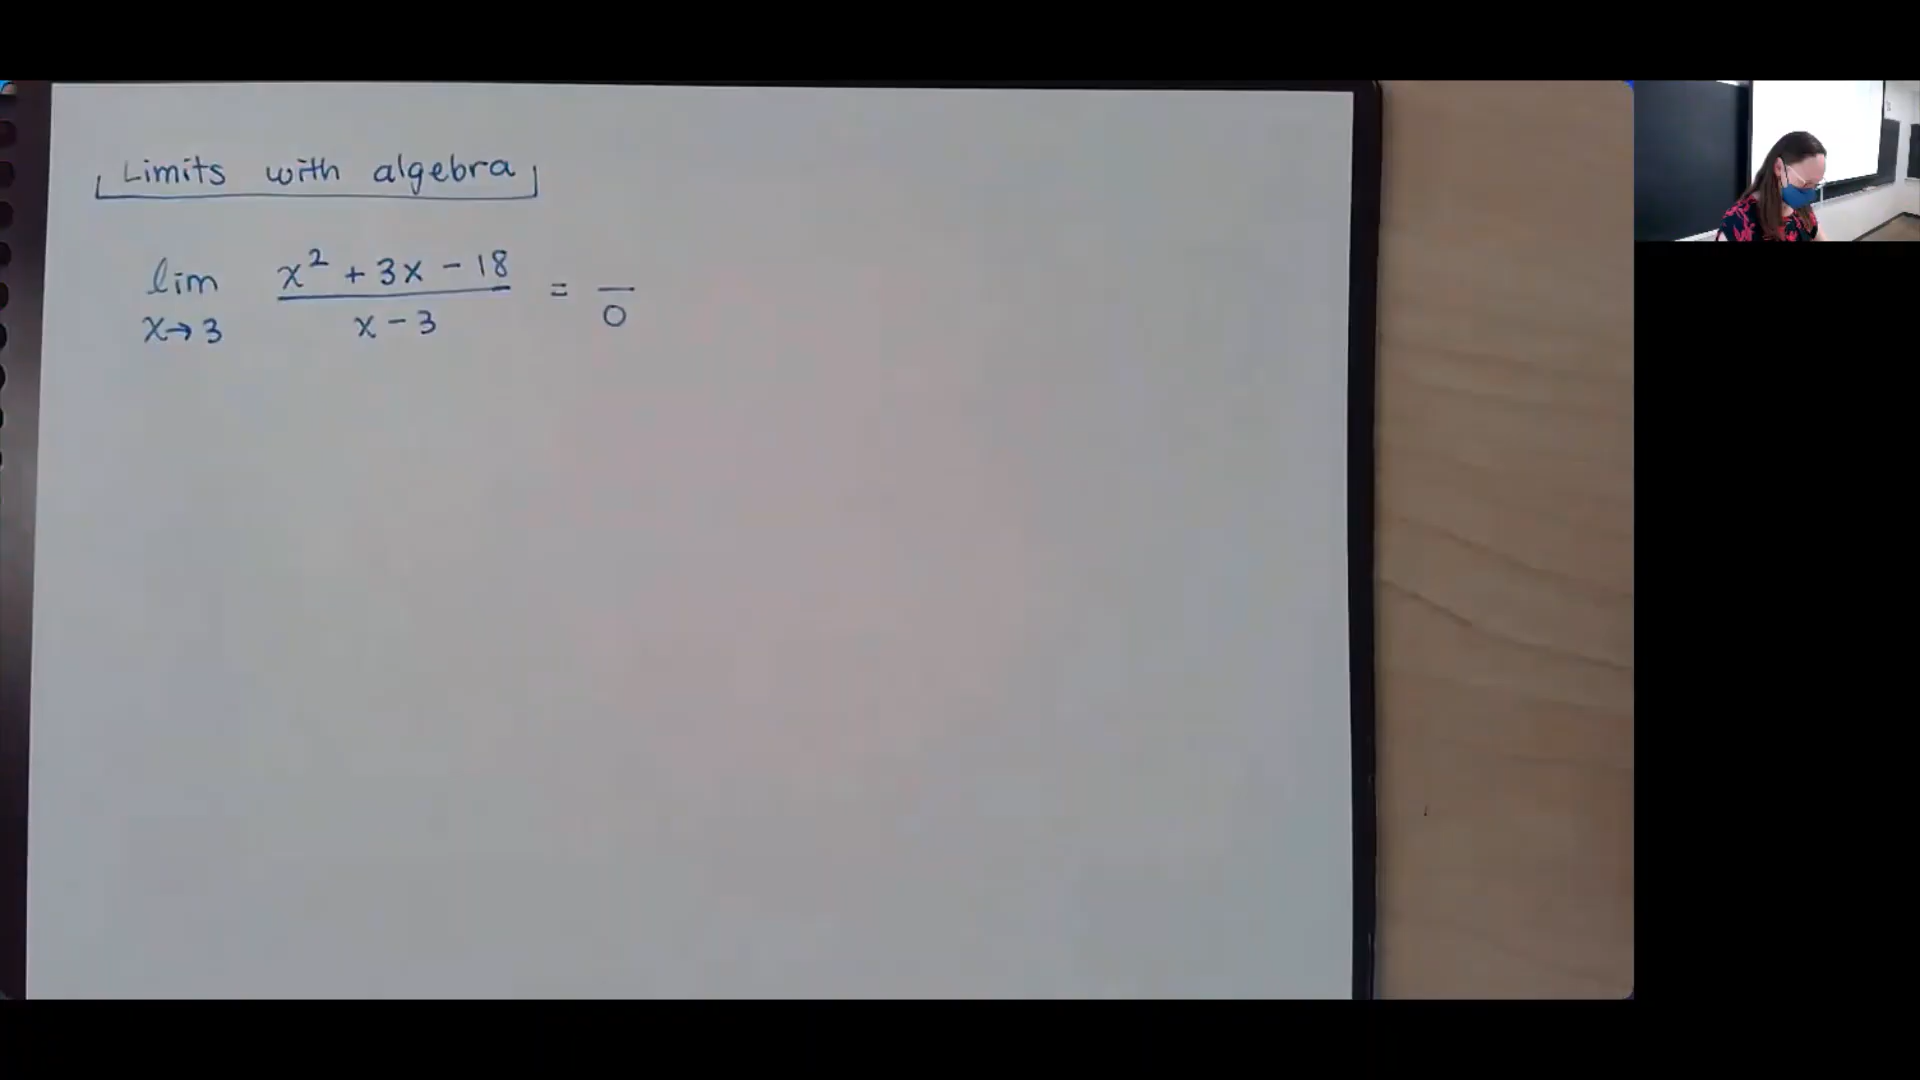 Limits with algebra
lim x→3 (x² + 3x - 18)/(x - 3) = —/0